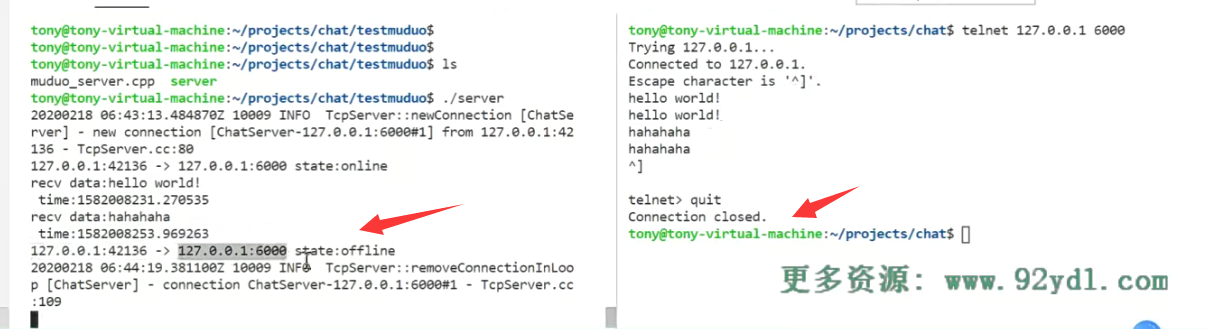 tony@tony-virtual-machine:~/projects/chat/testmuduo$
tony@tony-virtual-machine:~/projects/chat/testmuduo$
tony@tony-virtual-machine:~/projects/chat/testmuduo$ ls
muduo_server.cpp server
tony@tony-virtual-machine:~/projects/chat/testmuduo$ ./server
20200218 06:43:13.484870Z 10009 INFO TcpServer::newConnection [ChatSe
rver] - new connection [ChatServer-127.0.0.1:6000#1] from 127.0.0.1:42
136 - TcpServer.cc:80
127.0.0.1:42136 -> 127.0.0.1:6000 state:online
recv data:hello world!
time:1582008231.270535
recv data:hahahaha
time:1582008253.969263
127.0.0.1:42136 -> 127.0.0.1:6000 state:offline
20200218 06:44:19.381100Z 10009 INFO TcpServer::removeConnectionInLoo
p [ChatServer] - connection ChatServer-127.0.0.1:6000#1 - TcpServer.cc
:109
tony@tony-virtual-machine:~/projects/chat$ telnet 127.0.0.1 6000
Trying 127.0.0.1...
Connected to 127.0.0.1.
Escape character is '^]'.
hello world!
hello world!
hahahaha
hahahaha
^]
telnet> quit
Connection closed.
tony@tony-virtual-machine:~/projects/chat$
更多资源: www.92ydl.com